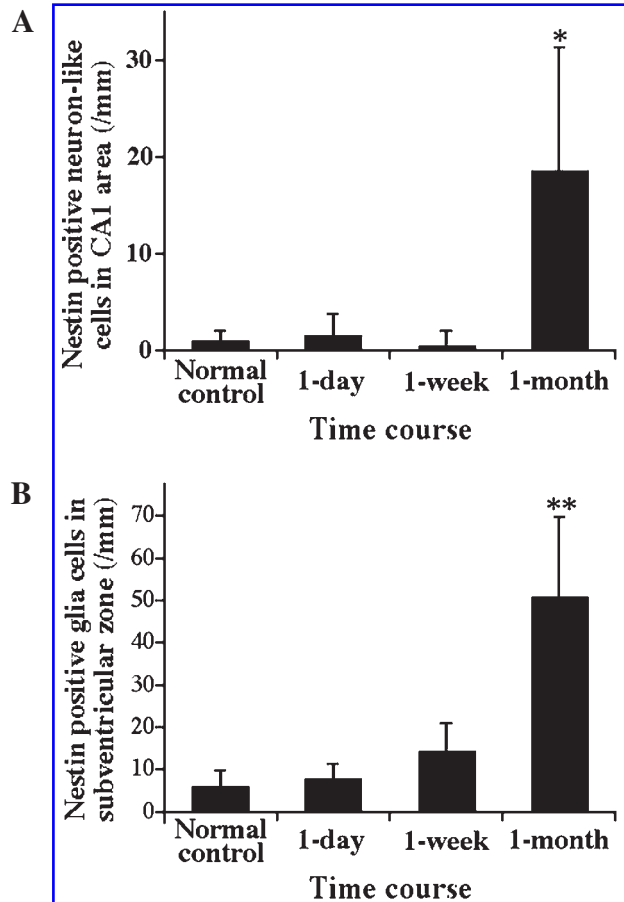 A
Nestin positive neuron-like
cells in CA1 area (/mm)
30
20
10
0
*
Normal
control
1-day
1-week
1-month
Time course
B
Nestin positive glia cells in
subventricular zone (/mm)
70
60
50
40
30
20
10
0
**
Normal
control
1-day
1-week
1-month
Time course